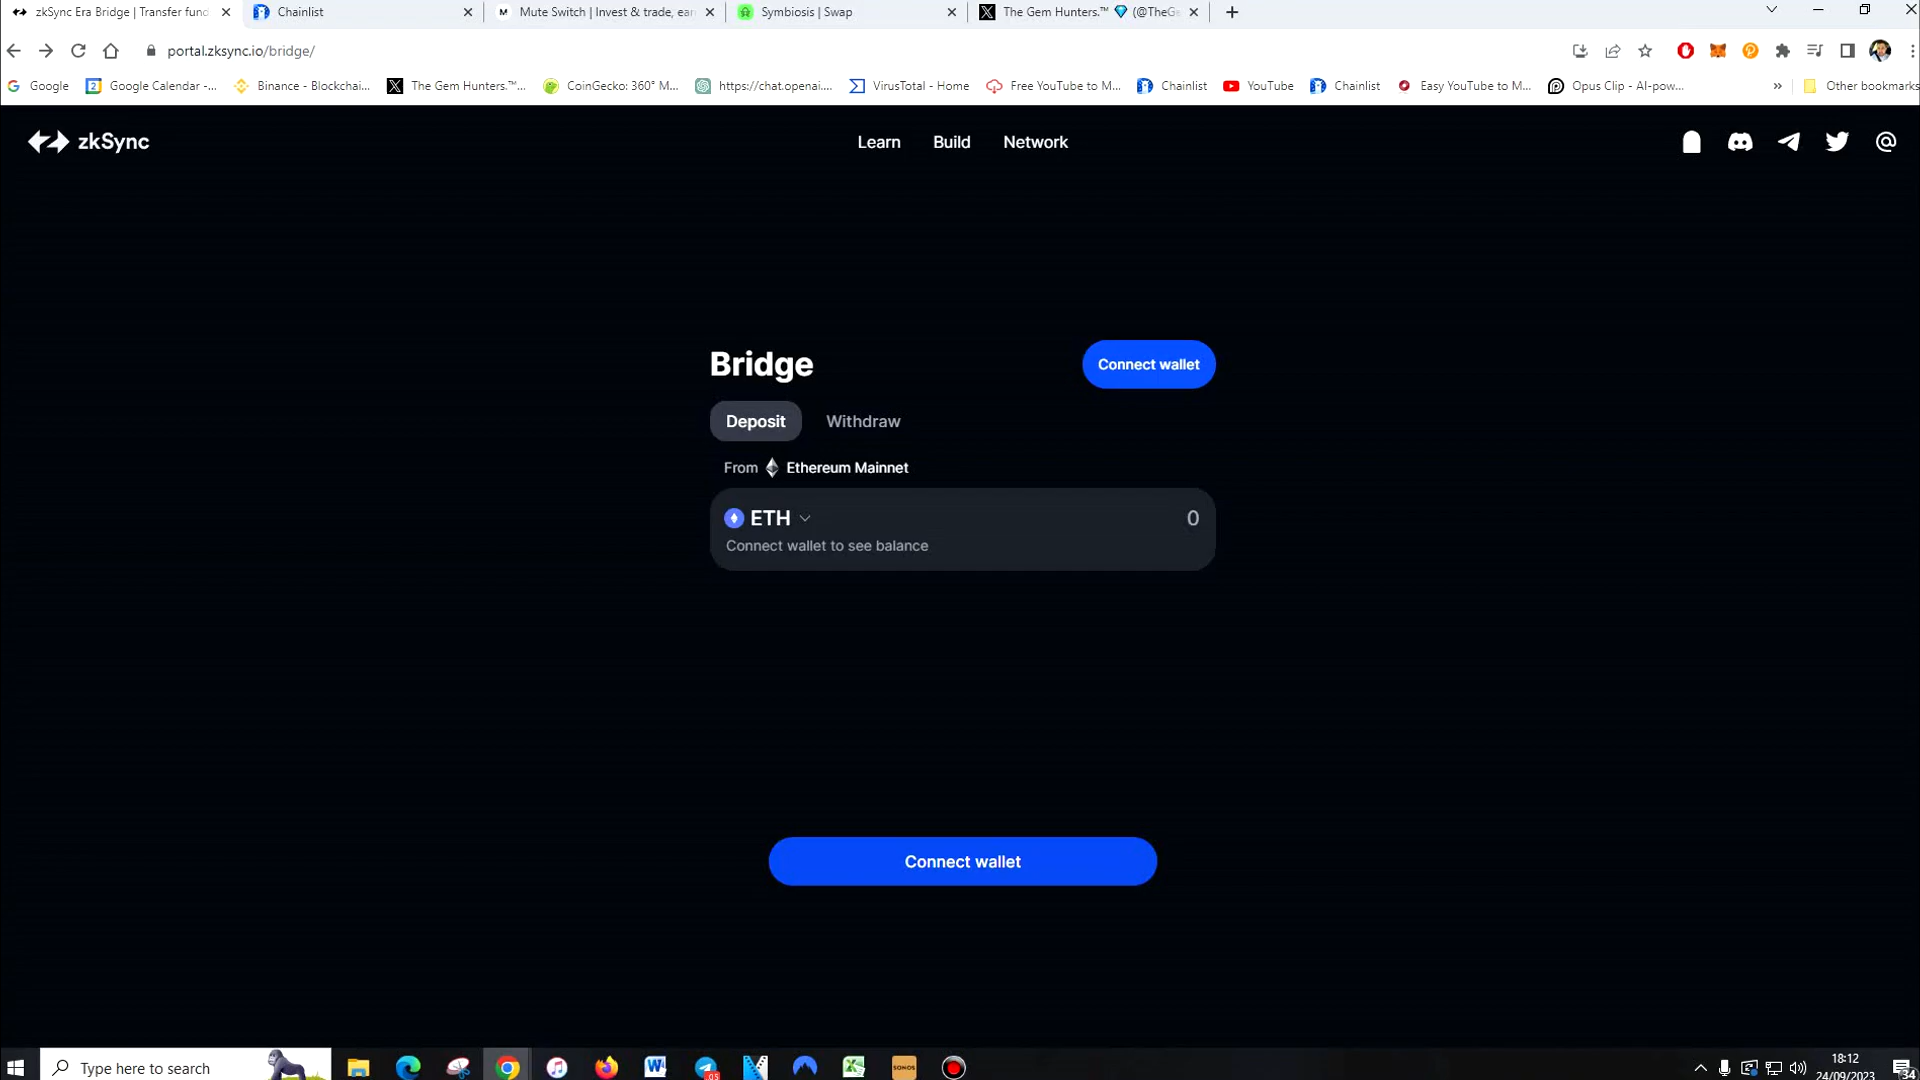 zkSync Era Bridge | Transfer fund
Chainlist
Mute Switch | Invest & trade, ear
Symbiosis | Swap
The Gem Hunters.™ 💎 (@TheGe
portal.zksync.io/bridge/
Google
Google Calendar -...
Binance - Blockchai...
The Gem Hunters.™...
CoinGecko: 360° M...
https://chat.openai....
VirusTotal - Home
Free YouTube to M...
Chainlist
YouTube
Chainlist
Easy YouTube to M...
Opus Clip - AI-pow...
»
Other bookmarks
zkSync
Learn
Build
Network
Bridge
Connect wallet
Deposit
Withdraw
From Ethereum Mainnet
ETH
0
Connect wallet to see balance
Connect wallet
Type here to search
SONOS
18:12
24/09/2023
34